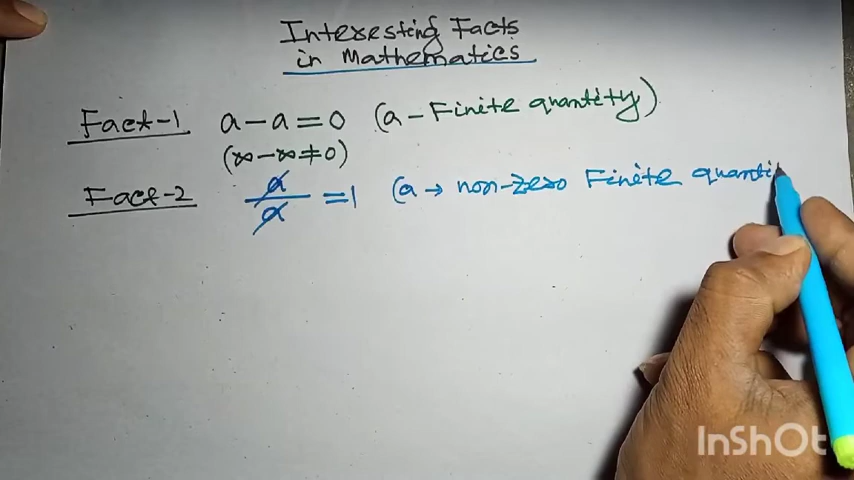 Interesting Facts
in Mathematics
Fact-1 a - a = 0 (a - Finite quantity)
(∞ - ∞ ≠ 0)
Fact-2 a/a = 1 (a → non-zero Finite quanti
InShOt